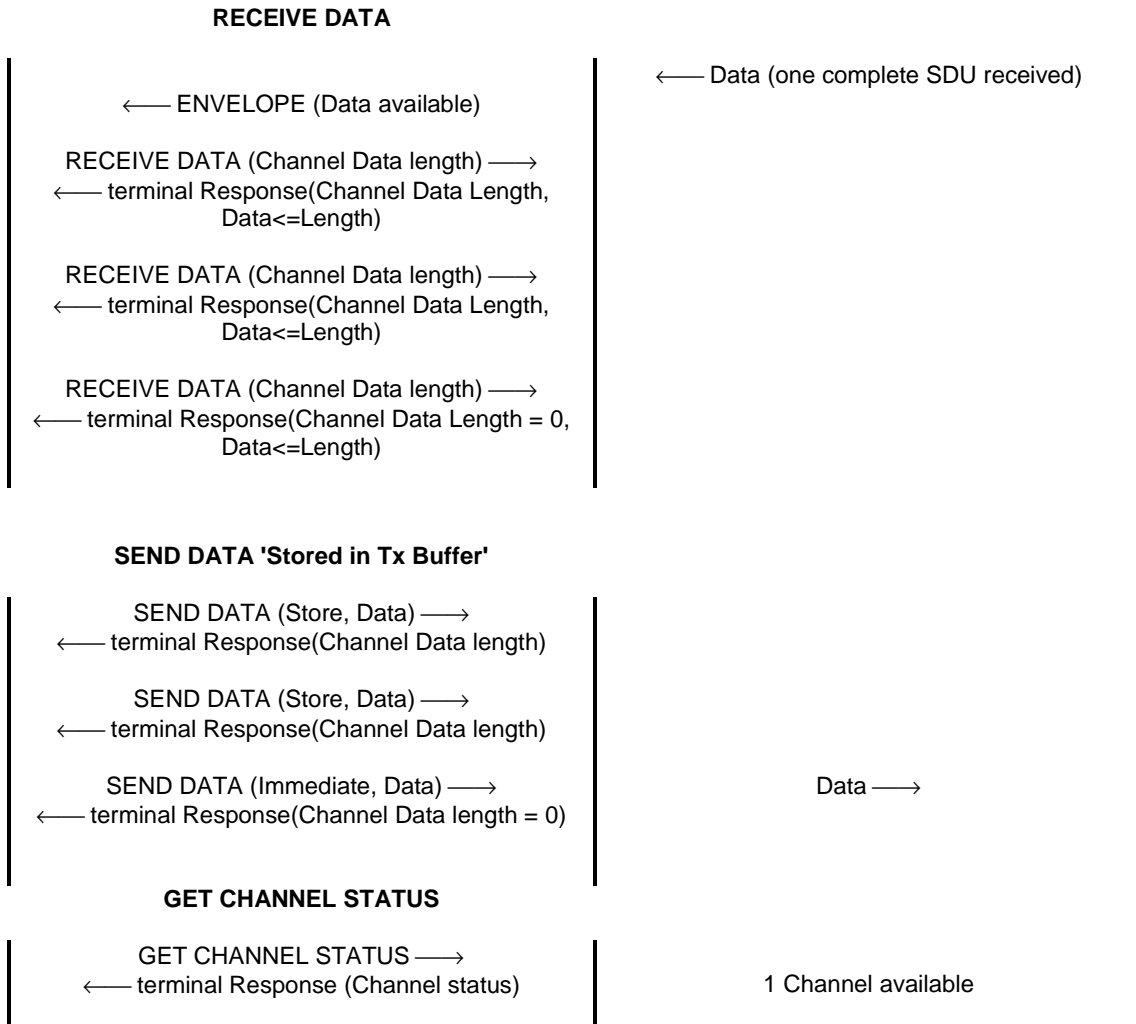 RECEIVE DATA
←── Data (one complete SDU received)
←── ENVELOPE (Data available)
RECEIVE DATA (Channel Data length) ──→
←── terminal Response(Channel Data Length,
Data<=Length)
RECEIVE DATA (Channel Data length) ──→
←── terminal Response(Channel Data Length,
Data<=Length)
RECEIVE DATA (Channel Data length) ──→
←── terminal Response(Channel Data Length = 0,
Data<=Length)
SEND DATA 'Stored in Tx Buffer'
SEND DATA (Store, Data) ──→
←── terminal Response(Channel Data length)
SEND DATA (Store, Data) ──→
←── terminal Response(Channel Data length)
SEND DATA (Immediate, Data) ──→
Data ──→
←── terminal Response(Channel Data length = 0)
GET CHANNEL STATUS
GET CHANNEL STATUS ──→
←── terminal Response (Channel status)
1 Channel available